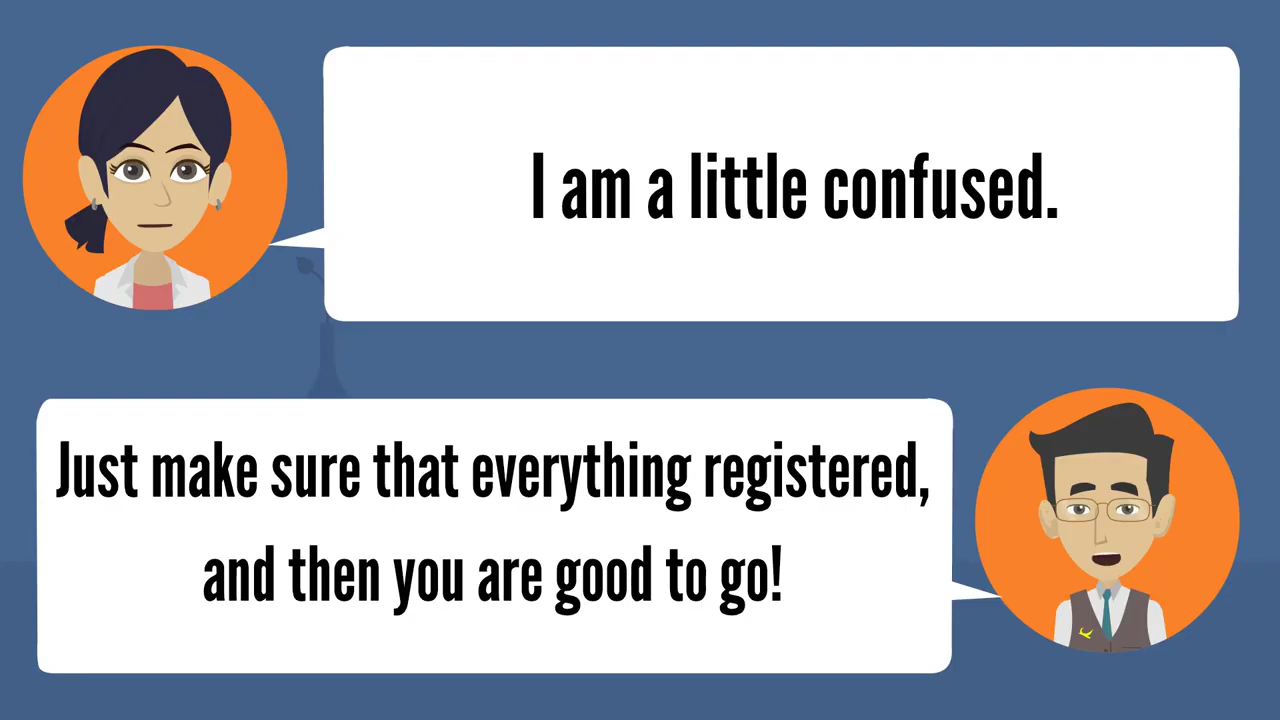 I am a little confused.
Just make sure that everything registered,
and then you are good to go!